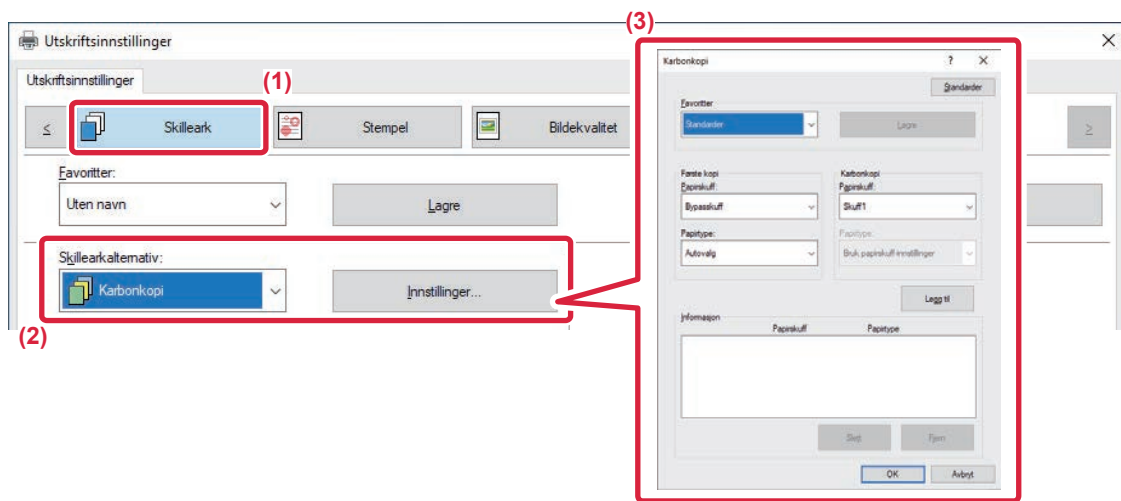 (3)
Utskriftsinnstillinger
Utskriftsinnstillinger
(1)
≤ Skilleark Stempel Bildekvalitet ≥
Favoritter:
Uten navn Lagre
Skillearkalternativ:
Karbonkopi Innstillinger...
(2)
Karbonkopi ?
Standarder
Favoritter
Standarder Lagre
Første kopi Karbonkopi
Papirskuff: Papirskuff:
Bypasskuff Skuff1
Papirtype: Papirtype:
Autovalg Bruk papirskuff innstillinger
Legg til
Informasjon
Papirskuff Papirtype
Slett Fjern
OK Avbryt